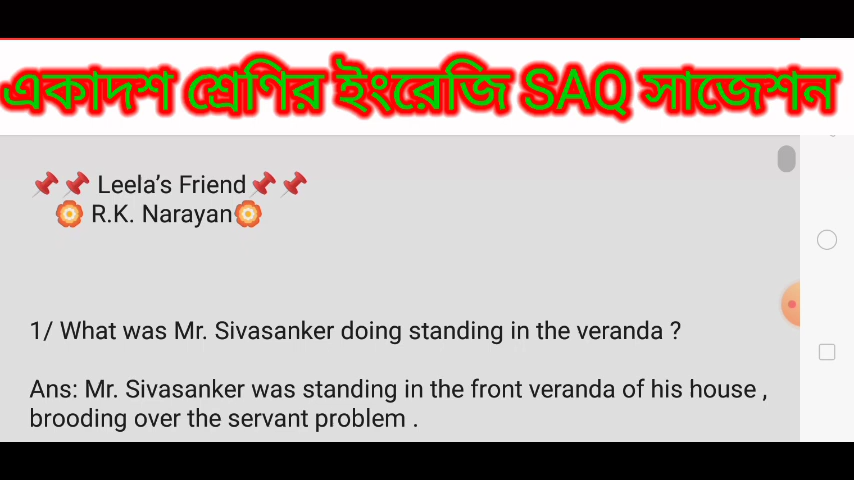 একাদশ শ্রেণির ইংরেজি SAQ সাজেশন
📌📌 Leela’s Friend📌📌
🏵️ R.K. Narayan🏵️
1/ What was Mr. Sivasanker doing standing in the veranda ?
Ans: Mr. Sivasanker was standing in the front veranda of his house ,
brooding over the servant problem .